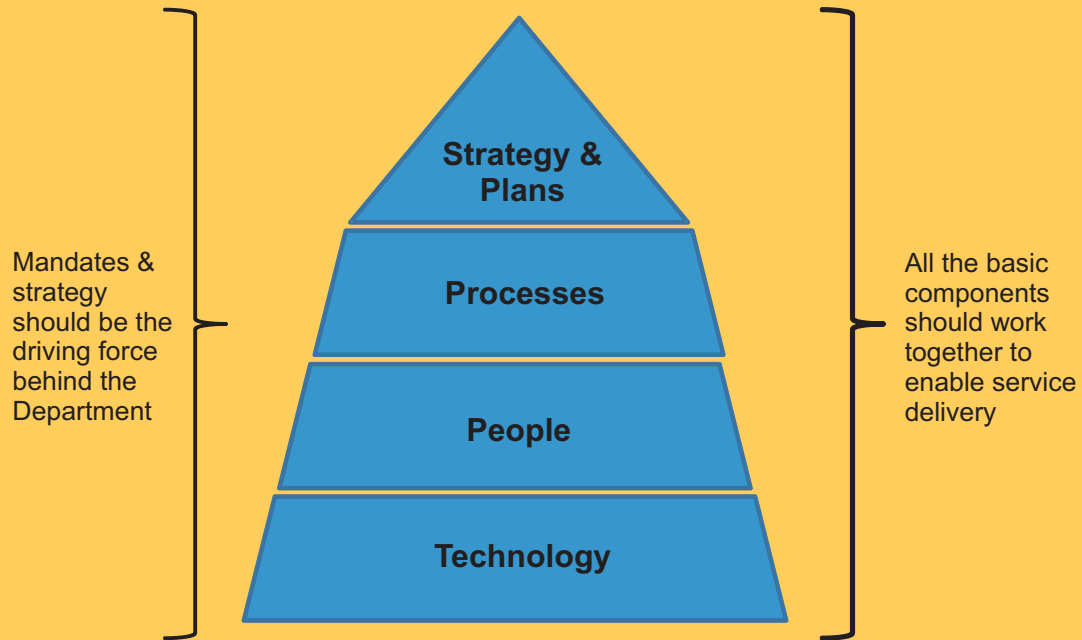 Strategy &
Plans
Mandates &
strategy
should be the
driving force
behind the
Department
Processes
People
Technology
All the basic
components
should work
together to
enable service
delivery